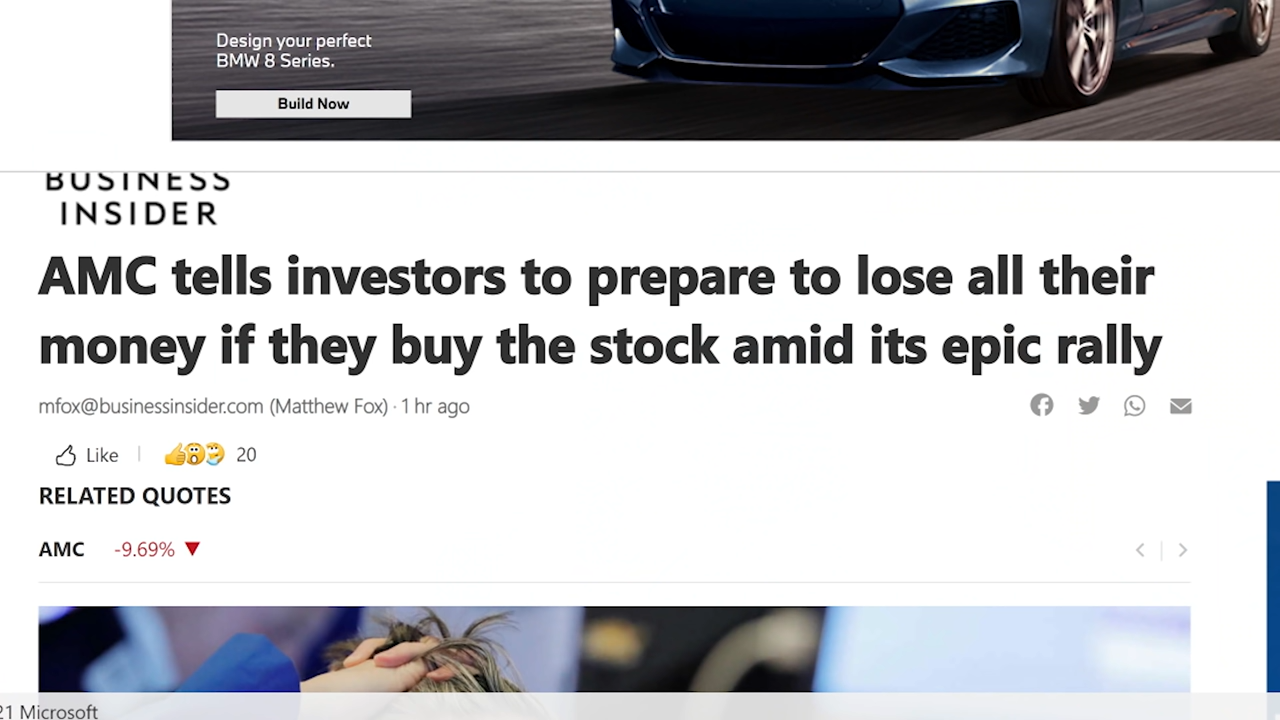 Design your perfect
BMW 8 Series.
Build Now
BUSINESS
INSIDER
AMC tells investors to prepare to lose all their
money if they buy the stock amid its epic rally
mfox@businessinsider.com (Matthew Fox) · 1 hr ago
Like | 20
RELATED QUOTES
AMC -9.69% ▼
21 Microsoft